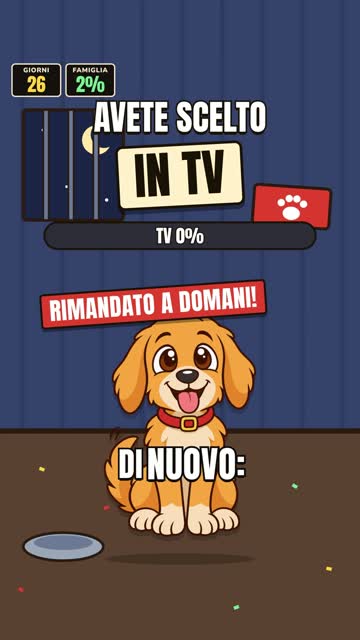 GIORNI
26
FAMIGLIA
2%
AVETE SCELTO
IN TV
TV 0%
RIMANDATO A DOMANI!
DI NUOVO: